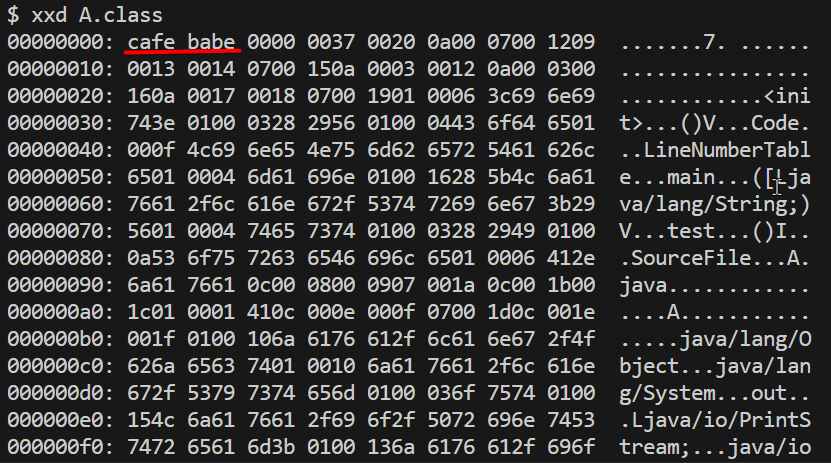 $ xxd A.class
00000000: cafe babe 0000 0037 0020 0a00 0700 1209  .......7. ......
00000010: 0013 0014 0700 150a 0003 0012 0a00 0300  ................
00000020: 160a 0017 0018 0700 1901 0006 3c69 6e69  ............<ini
00000030: 743e 0100 0328 2956 0100 0443 6f64 6501  t>...()V...Code.
00000040: 000f 4c69 6e65 4e75 6d62 6572 5461 626c  ..LineNumberTabl
00000050: 6501 0004 6d61 696e 0100 1628 5b4c 6a61  e...main...([Lja
00000060: 7661 2f6c 616e 672f 5374 7269 6e67 3b29  va/lang/String;)
00000070: 5601 0004 7465 7374 0100 0328 2949 0100  V...test...()I..
00000080: 0a53 6f75 7263 6546 696c 6501 0006 412e  .SourceFile...A.
00000090: 6a61 7661 0c00 0800 0907 001a 0c00 1b00  java............
000000a0: 1c01 0001 410c 000e 000f 0700 1d0c 001e  ....A...........
000000b0: 001f 0100 106a 6176 612f 6c61 6e67 2f4f  .....java/lang/O
000000c0: 626a 6563 7401 0010 6a61 7661 2f6c 616e  bject...java/lan
000000d0: 672f 5379 7374 656d 0100 036f 7574 0100  g/System...out..
000000e0: 154c 6a61 7661 2f69 6f2f 5072 696e 7453  .Ljava/io/PrintS
000000f0: 7472 6561 6d3b 0100 136a 6176 612f 696f  tream;...java/io